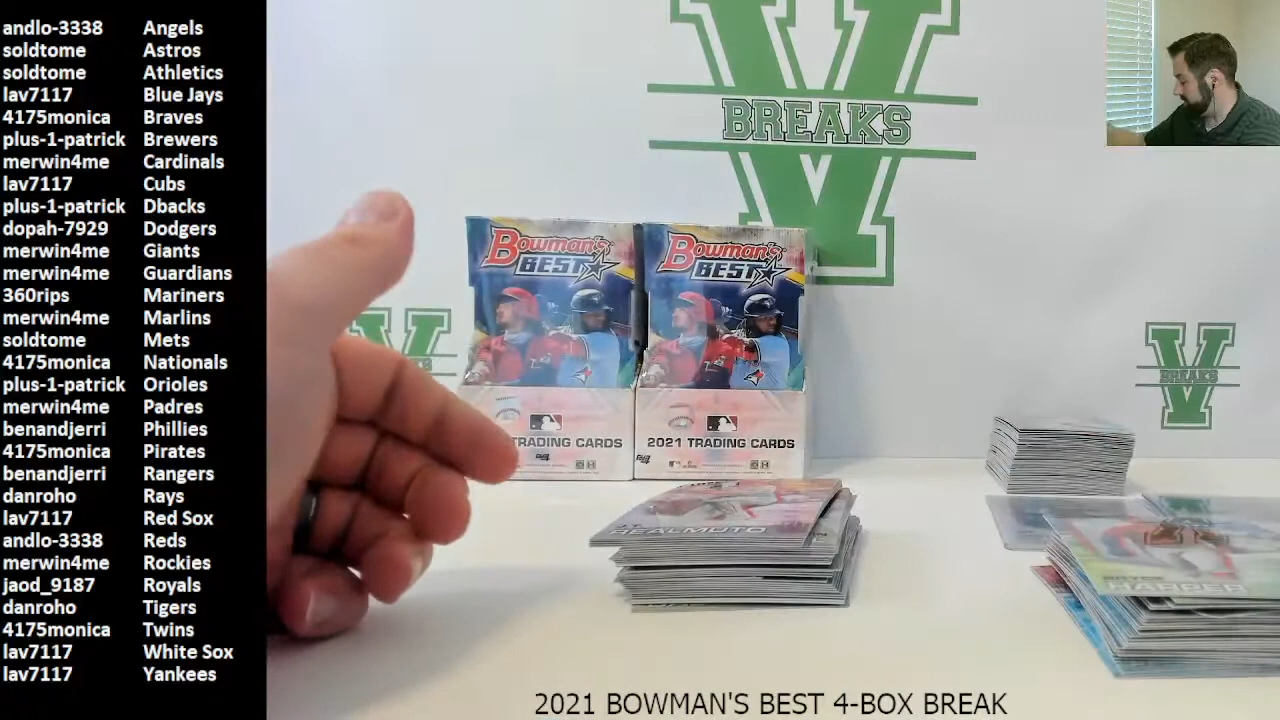 andlo-3338 Angels
soldtome Astros
soldtome Athletics
lav7117 Blue Jays
4175monica Braves
plus-1-patrick Brewers
merwin4me Cardinals
lav7117 Cubs
plus-1-patrick Dbacks
dopah-7929 Dodgers
merwin4me Giants
merwin4me Guardians
360rips Mariners
merwin4me Marlins
soldtome Mets
4175monica Nationals
plus-1-patrick Orioles
merwin4me Padres
benandjerri Phillies
4175monica Pirates
benandjerri Rangers
danroho Rays
lav7117 Red Sox
andlo-3338 Reds
merwin4me Rockies
jaod_9187 Royals
danroho Tigers
4175monica Twins
lav7117 White Sox
lav7117 Yankees
V
BREAKS
Bowman's
BEST
TRADING CARDS
Bowman's
BEST
2021 TRADING CARDS
V
BREAKS
REALMUTO
HARPER
2021 BOWMAN'S BEST 4-BOX BREAK